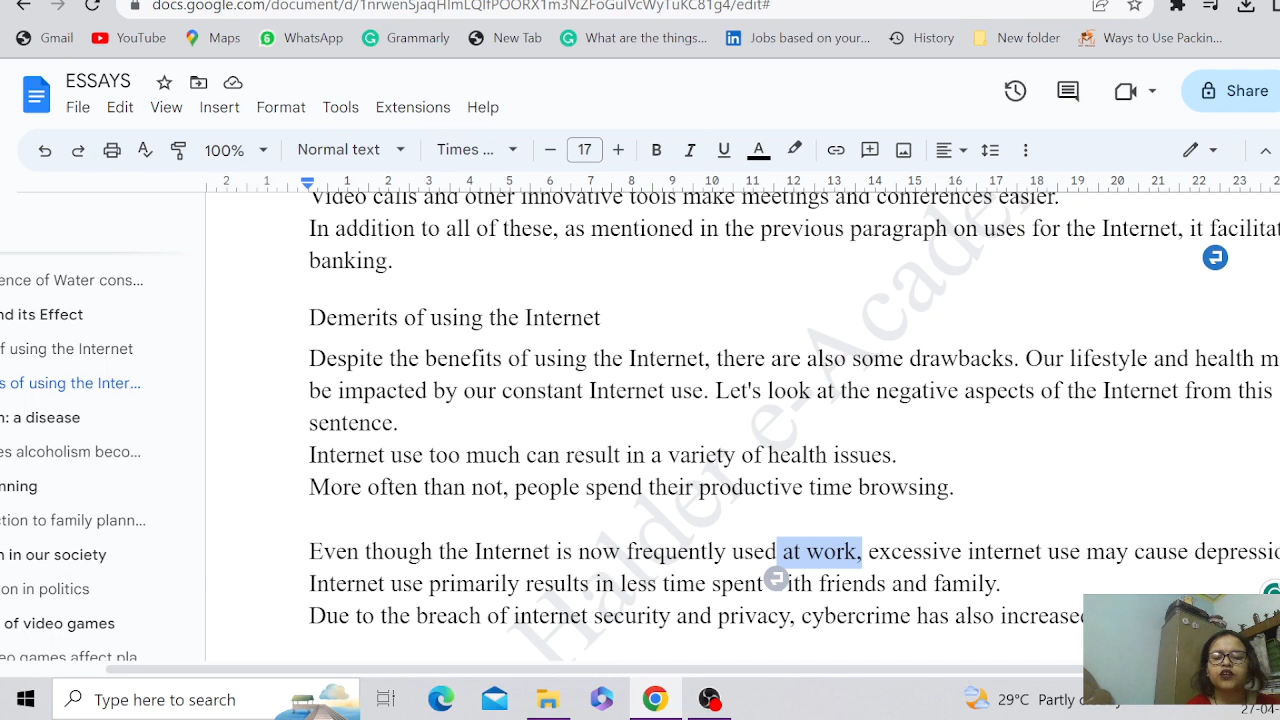 docs.google.com/document/d/
Gmail YouTube Maps WhatsApp Grammarly New Tab What are the things... Jobs based on your... History New folder Ways to Use Packin...
ESSAYS
File Edit View Insert Format Tools Extensions Help
Share
100% Normal text Times ... 17
2 1 1 2 3 4 5 6 7 8 9 10 11 12 13 14 15 16 17 18 19 20 21 22 23
Video calls and other innovative tools make meetings and conferences easier.
In addition to all of these, as mentioned in the previous paragraph on uses for the Internet, it facilitat
banking.
Demerits of using the Internet
Despite the benefits of using the Internet, there are also some drawbacks. Our lifestyle and health m
be impacted by our constant Internet use. Let's look at the negative aspects of the Internet from this
sentence.
Internet use too much can result in a variety of health issues.
More often than not, people spend their productive time browsing.
Even though the Internet is now frequently used at work, excessive internet use may cause depressio
Internet use primarily results in less time spent ith friends and family.
Due to the breach of internet security and privacy, cybercrime has also increased
ence of Water cons...
nd its Effect
f using the Internet
s of using the Inter...
n: a disease
es alcoholism beco...
nning
ction to family plann...
n in our society
on in politics
of video games
eo games affect pla
Halder e-Acade
Type here to search
29°C Partly c
27-04-